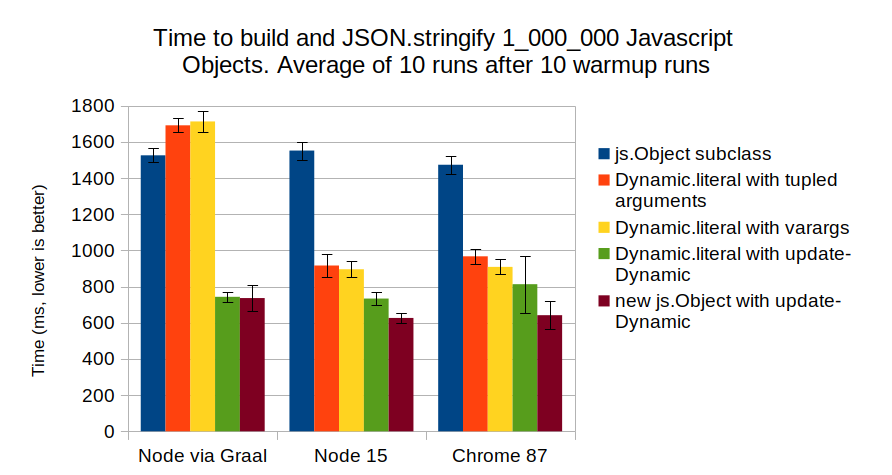 Time to build and JSON.stringify 1_000_000 Javascript
Objects. Average of 10 runs after 10 warmup runs
Time (ms, lower is better)
1800
1600
1400
1200
1000
800
600
400
200
0
Node via Graal
Node 15
Chrome 87
js.Object subclass
Dynamic.literal with tupled
arguments
Dynamic.literal with varargs
Dynamic.literal with update-
Dynamic
new js.Object with update-
Dynamic